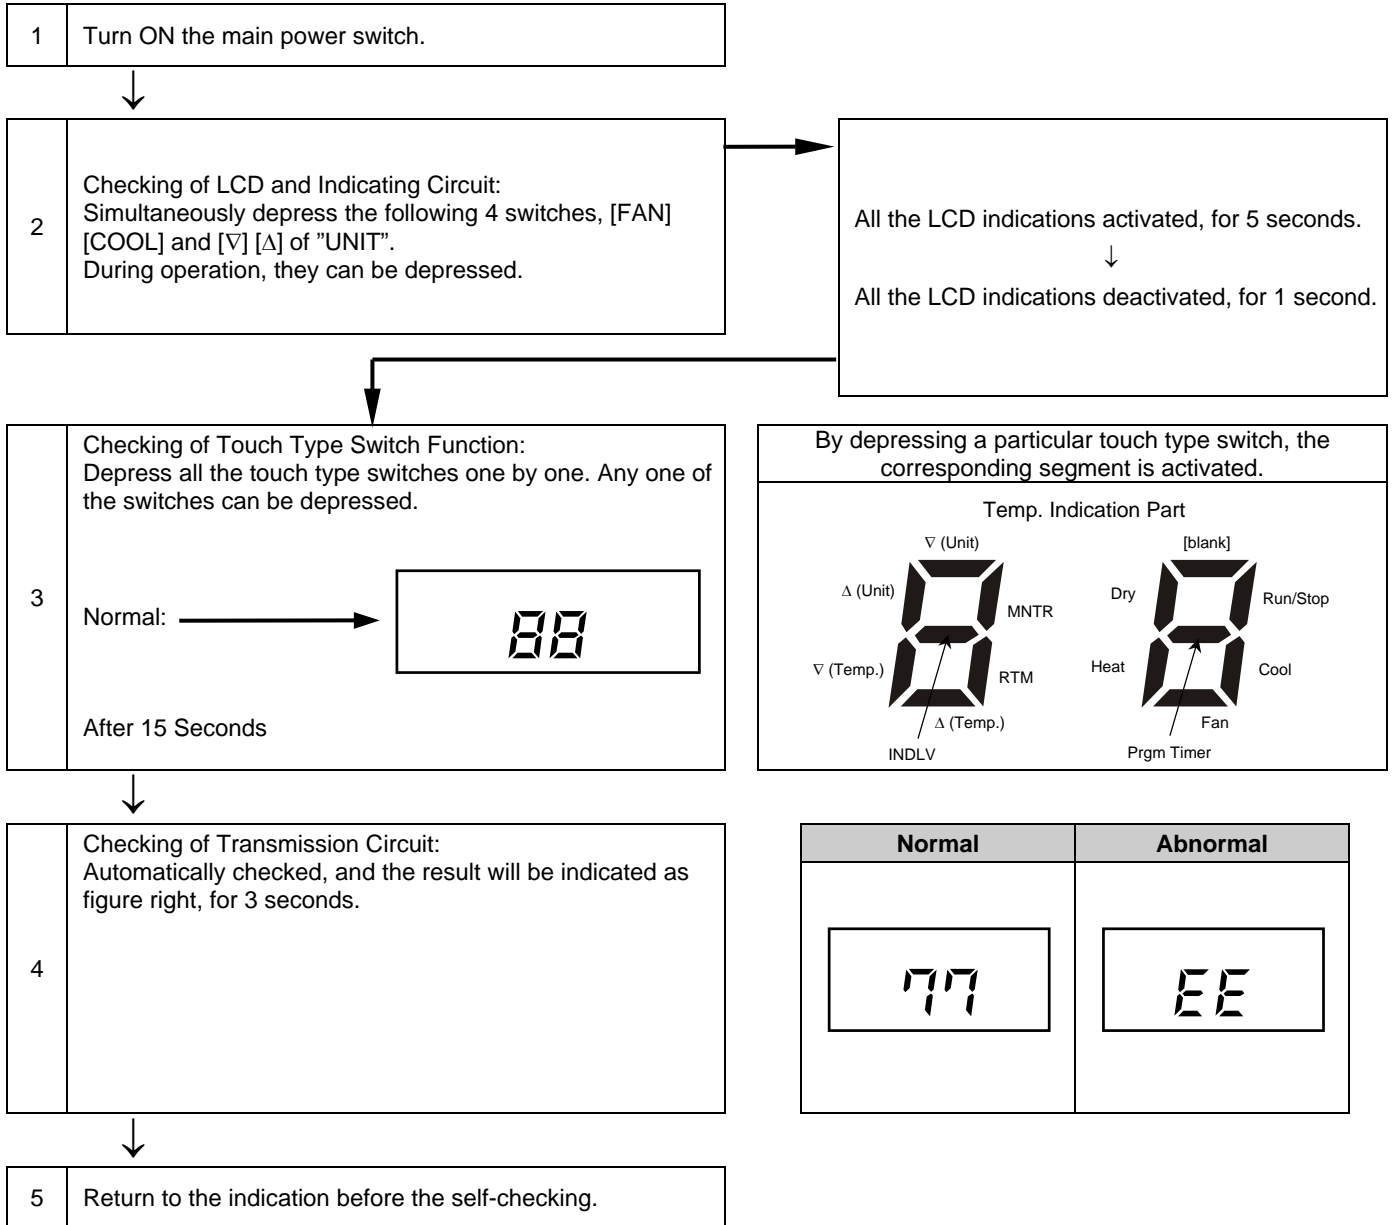 1
Turn ON the main power switch.
↓
2
Checking of LCD and Indicating Circuit:
Simultaneously depress the following 4 switches, [FAN]
[COOL] and [∇] [Δ] of ”UNIT”.
During operation, they can be depressed.
All the LCD indications activated, for 5 seconds.
↓
All the LCD indications deactivated, for 1 second.
3
Checking of Touch Type Switch Function:
Depress all the touch type switches one by one. Any one of
the switches can be depressed.
Normal:
88
After 15 Seconds
By depressing a particular touch type switch, the
corresponding segment is activated.
Temp. Indication Part
∇ (Unit)
Δ (Unit)
MNTR
∇ (Temp.)
RTM
Δ (Temp.)
INDLV
[blank]
Dry
Run/Stop
Heat
Cool
Fan
Prgm Timer
↓
4
Checking of Transmission Circuit:
Automatically checked, and the result will be indicated as
figure right, for 3 seconds.
Normal
Abnormal
77
EE
↓
5
Return to the indication before the self-checking.